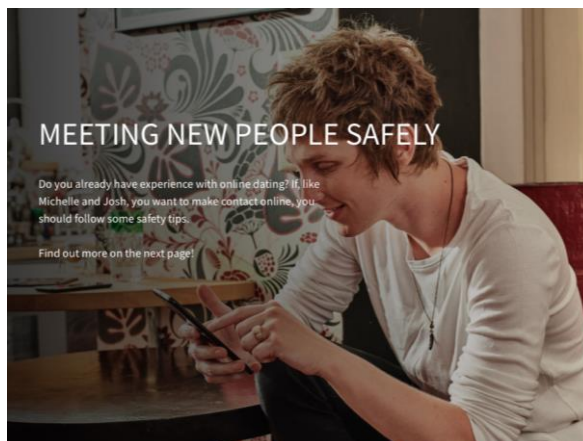 MEETING NEW PEOPLE SAFELY
Do you already have experience with online dating? If, like
Michelle and Josh, you want to make contact online, you
should follow some safety tips.
Find out more on the next page!